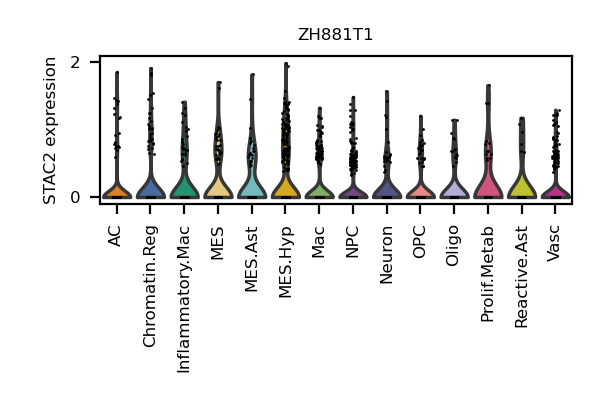 ZH881T1
STAC2 expression
2
0
AC
Chromatin.Reg
Inflammatory.Mac
MES
MES.Ast
MES.Hyp
Mac
NPC
Neuron
OPC
Oligo
Prolif.Metab
Reactive.Ast
Vasc